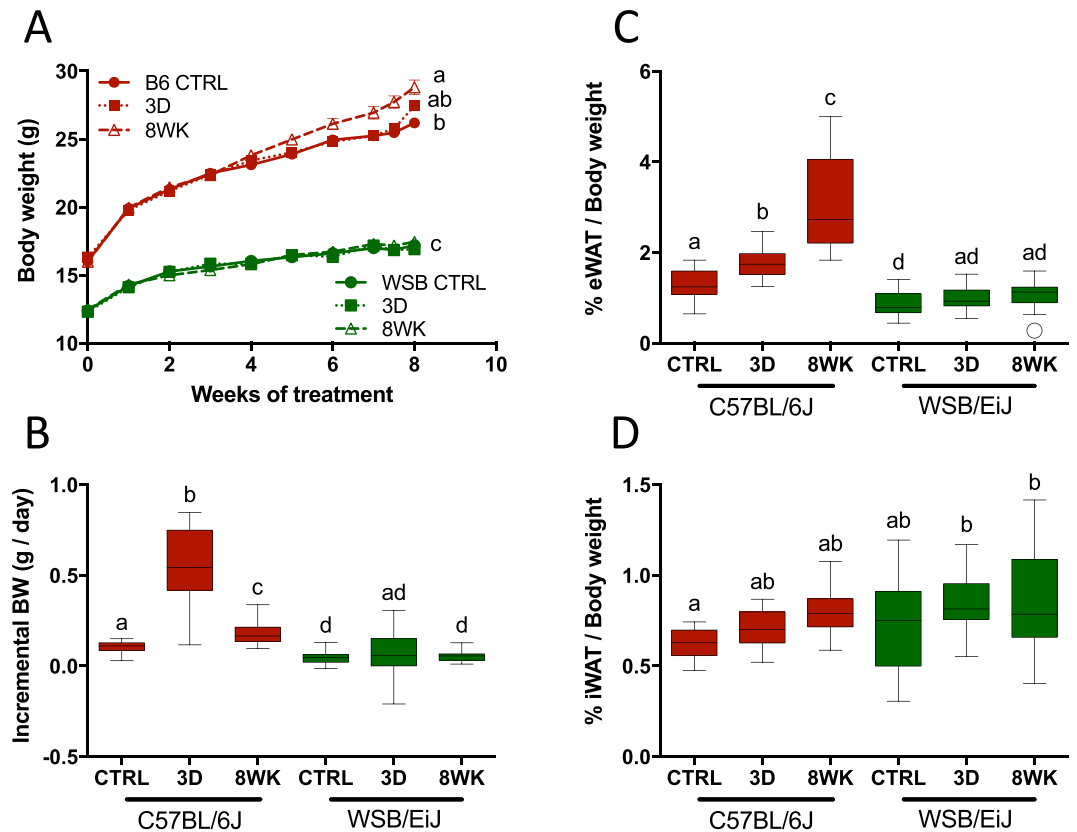 A
Body weight (g)
30
25
20
15
10
B6 CTRL
3D
8WK
a
ab
b
c
WSB CTRL
3D
8WK
0
2
4
6
8
10
Weeks of treatment
C
% eWAT / Body weight
6
4
2
0
a
b
c
d
ad
ad
CTRL
3D
8WK
CTRL
3D
8WK
C57BL/6J
WSB/EiJ
B
Incremental BW (g / day)
1.0
0.5
0.0
-0.5
a
b
c
d
ad
d
CTRL
3D
8WK
CTRL
3D
8WK
C57BL/6J
WSB/EiJ
D
% iWAT / Body weight
1.5
1.0
0.5
0.0
a
ab
ab
ab
b
b
CTRL
3D
8WK
CTRL
3D
8WK
C57BL/6J
WSB/EiJ